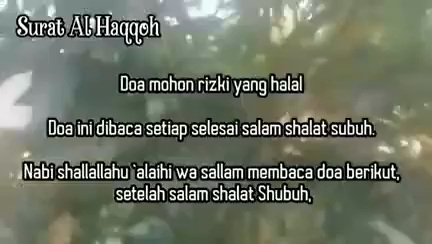 Surat Al Haqqoh
Doa mohon rizki yang halal
Doa ini dibaca setiap selesai salam shalat subuh.
Nabi shallallahu `alaihi wa sallam membaca doa berikut,
setelah salam shalat Shubuh,